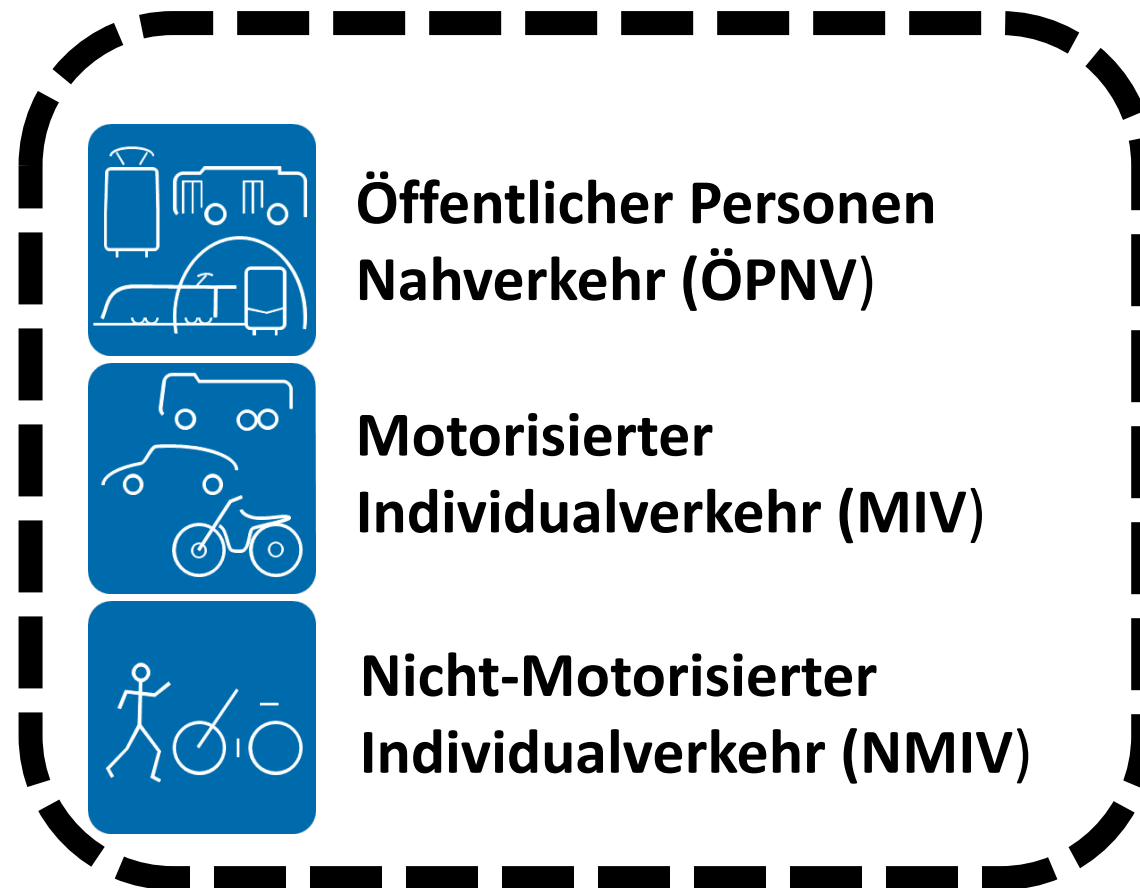 Öffentlicher Personen
Nahverkehr (ÖPNV)
Motorisierter
Individualverkehr (MIV)
Nicht-Motorisierter
Individualverkehr (NMIV)